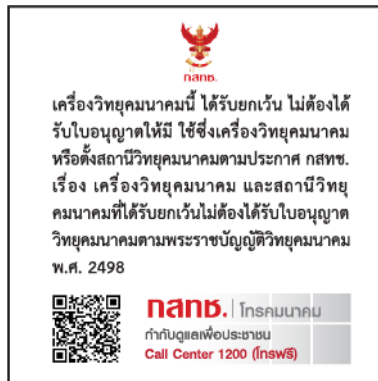 กสทช.
เครื่องวิทยุคมนาคมนี้ ได้รับยกเว้น ไม่ต้องได้
รับใบอนุญาตให้มี ใช้ซึ่งเครื่องวิทยุคมนาคม
หรือตั้งสถานีวิทยุคมนาคมตามประกาศ กสทช.
เรื่อง เครื่องวิทยุคมนาคม และสถานีวิทยุ
คมนาคมที่ได้รับยกเว้นไม่ต้องได้รับใบอนุญาต
วิทยุคมนาคมตามพระราชบัญญัติวิทยุคมนาคม
พ.ศ. 2498
กสทช. | โทรคมนาคม
กำกับดูแลเพื่อประชาชน
Call Center 1200 (โทรฟรี)